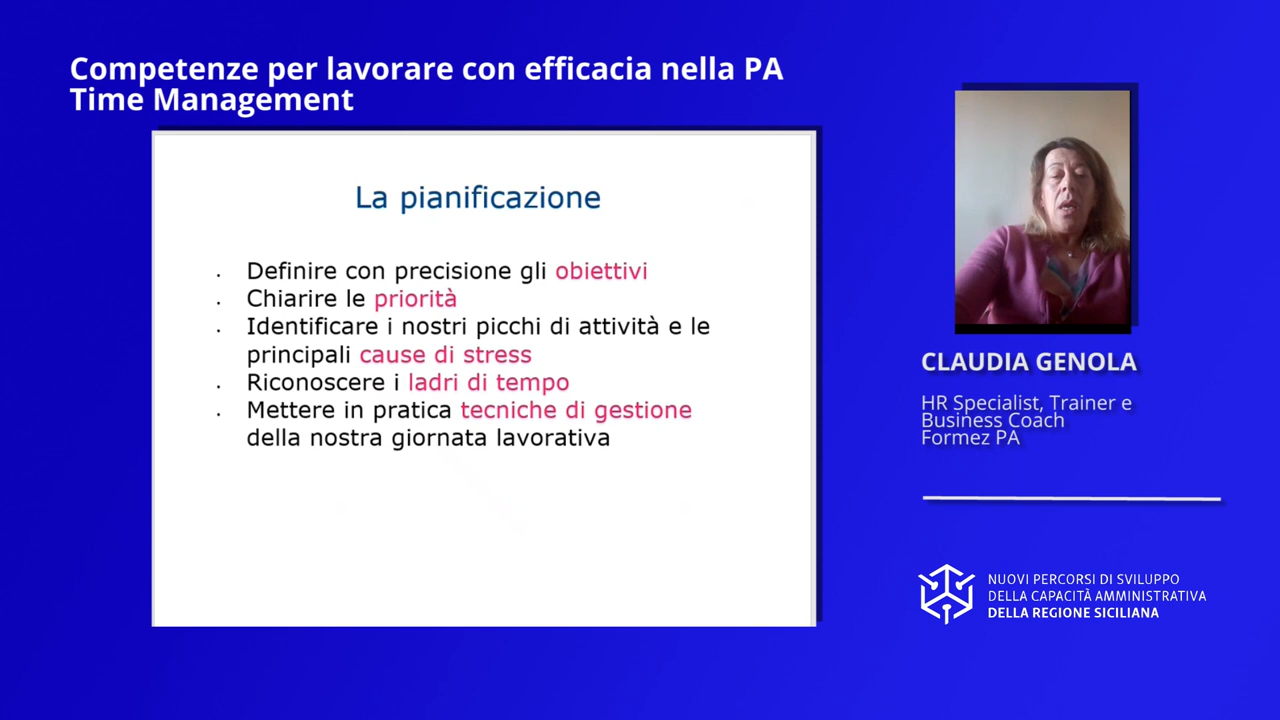 Competenze per lavorare con efficacia nella PA
Time Management
La pianificazione
. Definire con precisione gli obiettivi
. Chiarire le priorità
. Identificare i nostri picchi di attività e le
principali cause di stress
. Riconoscere i ladri di tempo
. Mettere in pratica tecniche di gestione
della nostra giornata lavorativa
CLAUDIA GENOLA
HR Specialist, Trainer e
Business Coach
Formez PA
NUOVI PERCORSI DI SVILUPPO
DELLA CAPACITÀ AMMINISTRATIVA
DELLA REGIONE SICILIANA